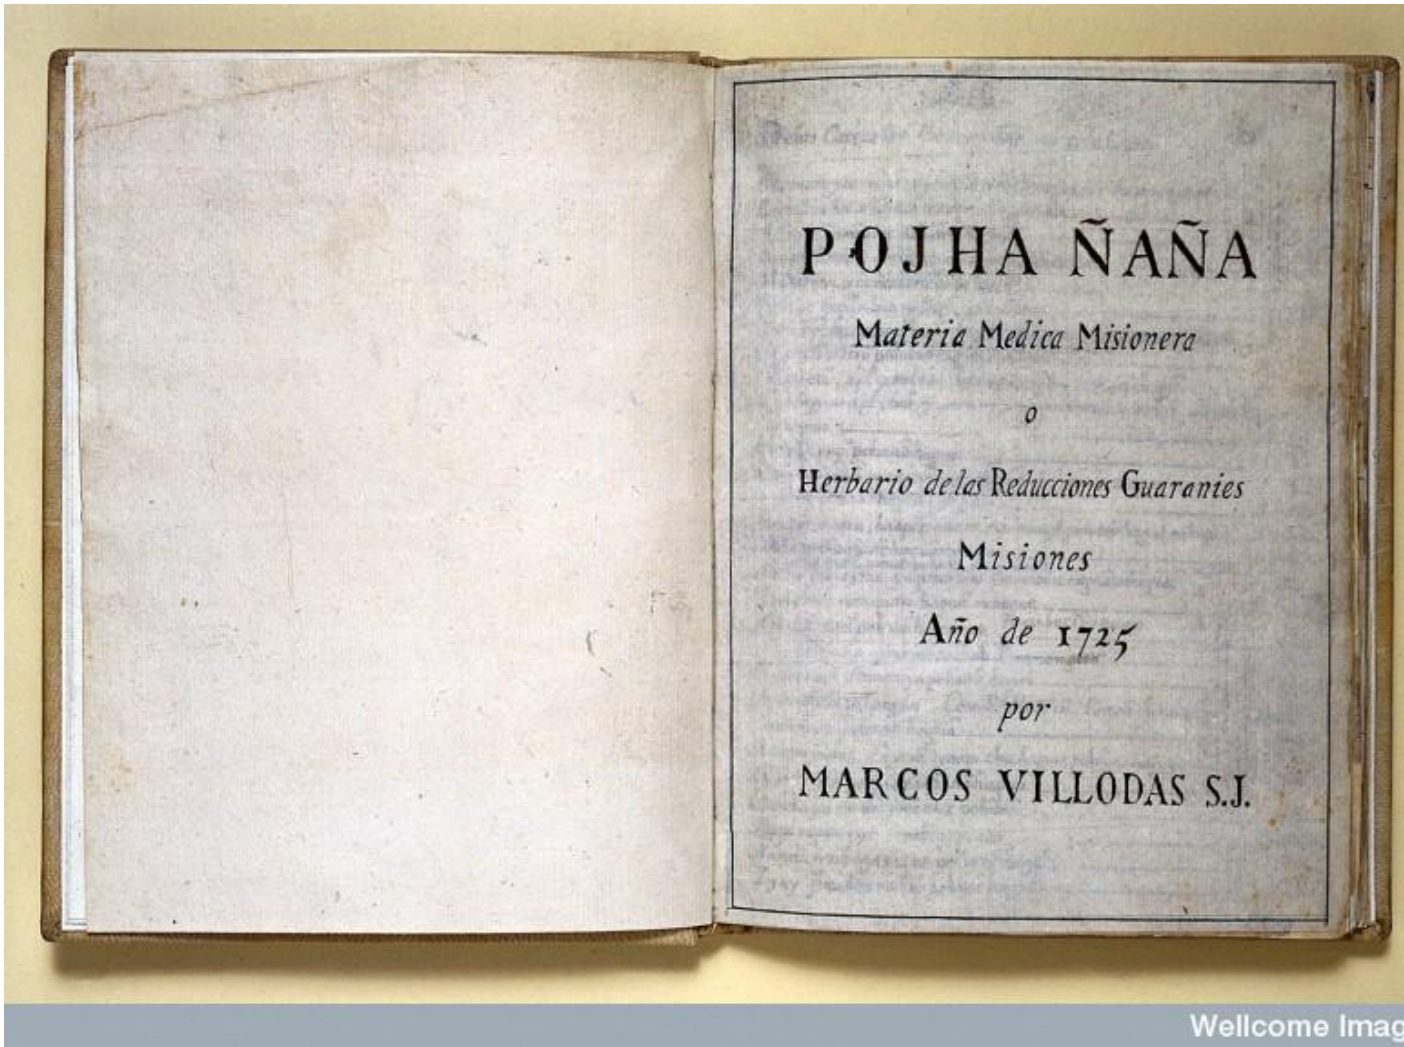 POJHA ÑAÑA
Materia Medica Misionera
o
Herbario de las Reducciones Guaranies
Misiones
Año de 1725
por
MARCOS VILLODAS S.J.
Wellcome Imag